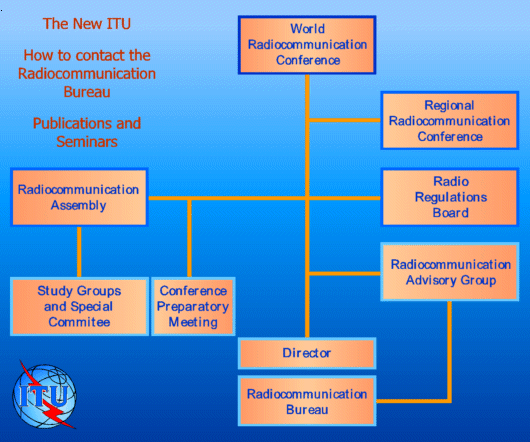 The New ITU
How to contact the
Radiocommunication
Bureau
Publications and
Seminars
World
Radiocommunication
Conference
Regional
Radiocommunication
Conference
Radiocommunication
Assembly
Radio
Regulations
Board
Radiocommunication
Advisory Group
Study Groups
and Special
Commitee
Conference
Preparatory
Meeting
Director
Radiocommunication
Bureau
ITU